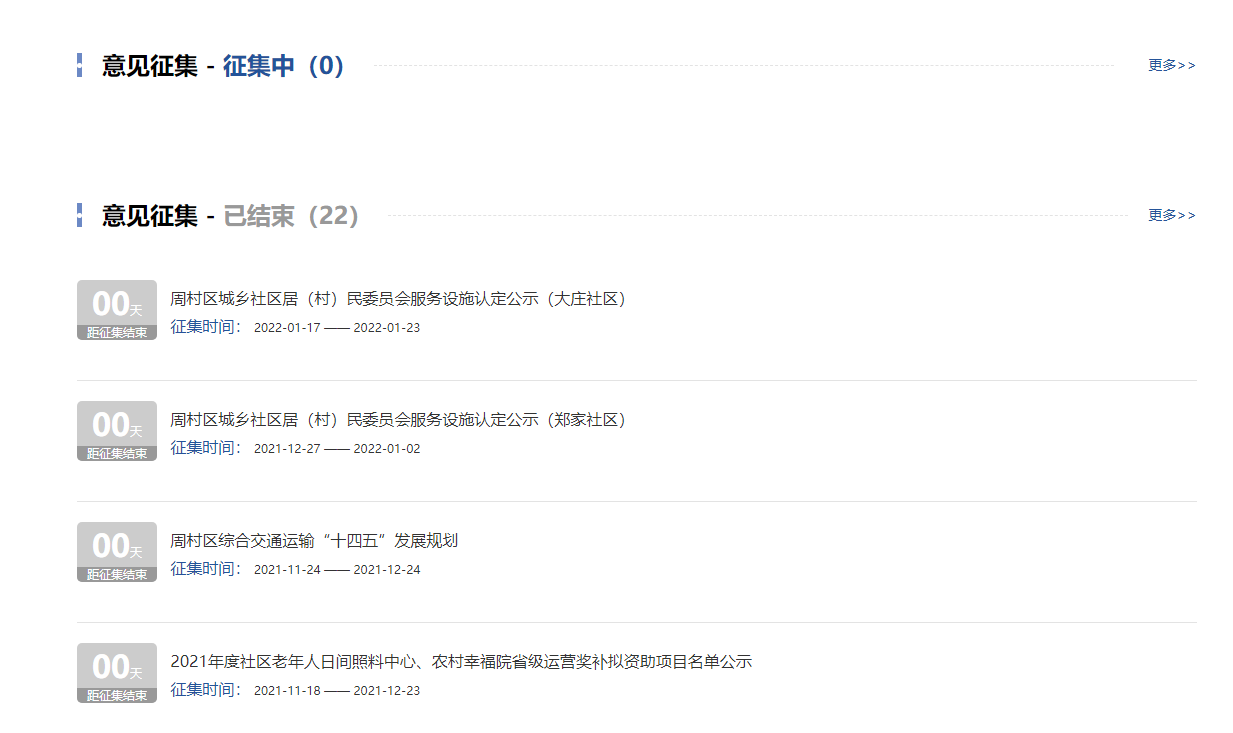 意见征集 - 征集中（0） 更多>>
意见征集 - 已结束（22） 更多>>
00天
距征集结束
周村区城乡社区居（村）民委员会服务设施认定公示（大庄社区）
征集时间： 2022-01-17 —— 2022-01-23
00天
距征集结束
周村区城乡社区居（村）民委员会服务设施认定公示（郑家社区）
征集时间： 2021-12-27 —— 2022-01-02
00天
距征集结束
周村区综合交通运输“十四五”发展规划
征集时间： 2021-11-24 —— 2021-12-24
00天
距征集结束
2021年度社区老年人日间照料中心、农村幸福院省级运营奖补拟资助项目名单公示
征集时间： 2021-11-18 —— 2021-12-23